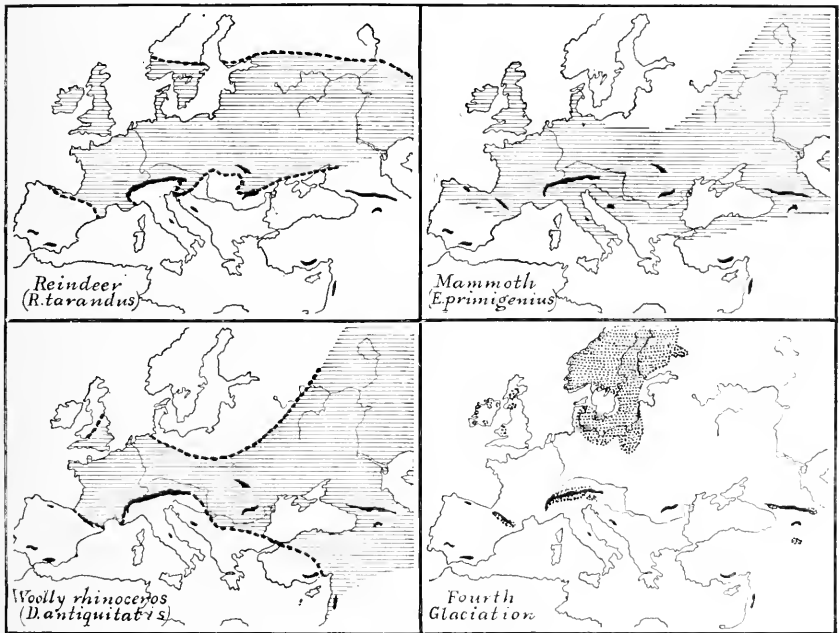 Reindeer
(R.tarandus)
Mammoth
(E.primigenius)
Woolly rhinoceros
(D.antiquitatis)
Fourth
Glaciation